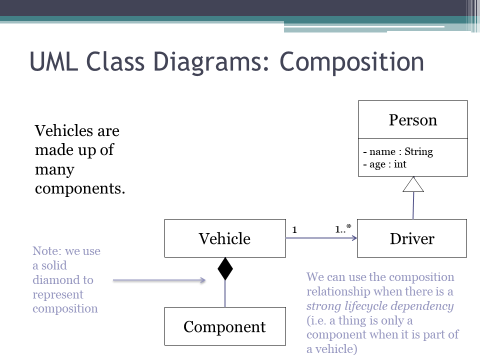 UML Class Diagrams: Composition
Vehicles are
made up of
many
components.
Person
- name : String
- age : int
Vehicle
1
1..*
Driver
Note: we use
a solid
diamond to
represent
composition
Component
We can use the composition
relationship when there is a
strong lifecycle dependency
(i.e. a thing is only a
component when it is part of
a vehicle)